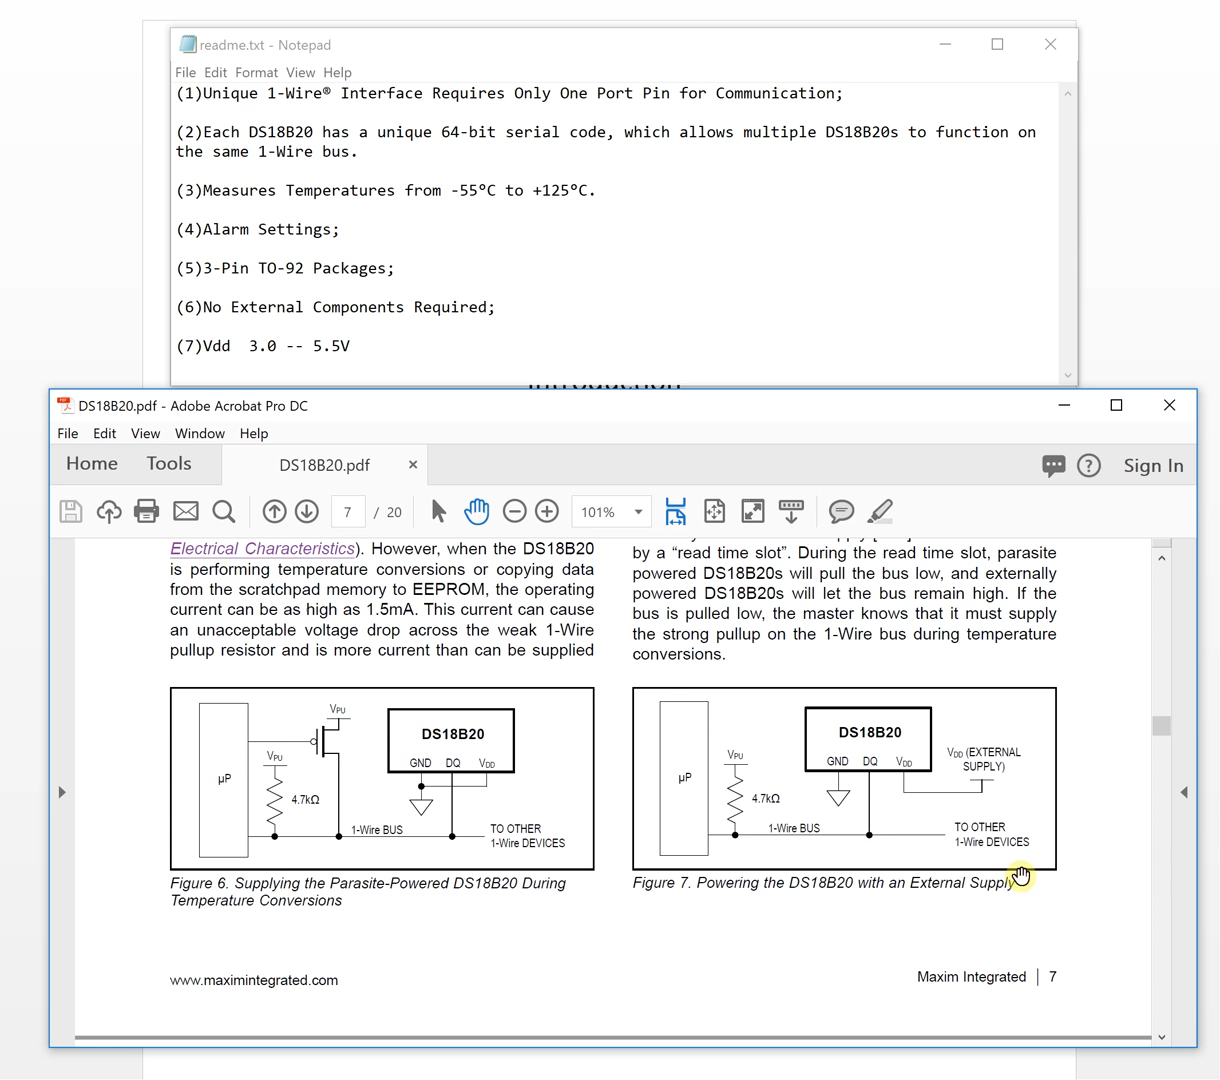 readme.txt - Notepad
File Edit Format View Help
(1)Unique 1-Wire® Interface Requires Only One Port Pin for Communication;
(2)Each DS18B20 has a unique 64-bit serial code, which allows multiple DS18B20s to function on
the same 1-Wire bus.
(3)Measures Temperatures from -55°C to +125°C.
(4)Alarm Settings;
(5)3-Pin TO-92 Packages;
(6)No External Components Required;
(7)Vdd  3.0 -- 5.5V
DS18B20.pdf - Adobe Acrobat Pro DC
File Edit View Window Help
Home Tools DS18B20.pdf × Sign In
7 / 20 101%
Electrical Characteristics). However, when the DS18B20
is performing temperature conversions or copying data
from the scratchpad memory to EEPROM, the operating
current can be as high as 1.5mA. This current can cause
an unacceptable voltage drop across the weak 1-Wire
pullup resistor and is more current than can be supplied
by a “read time slot”. During the read time slot, parasite
powered DS18B20s will pull the bus low, and externally
powered DS18B20s will let the bus remain high. If the
bus is pulled low, the master knows that it must supply
the strong pullup on the 1-Wire bus during temperature
conversions.
VPU
DS18B20
GND DQ VDD
VPU
µP
4.7kΩ
1-Wire BUS
TO OTHER
1-Wire DEVICES
Figure 6. Supplying the Parasite-Powered DS18B20 During
Temperature Conversions
DS18B20
GND DQ VDD
VPU
VDD (EXTERNAL
SUPPLY)
µP
4.7kΩ
1-Wire BUS
TO OTHER
1-Wire DEVICES
Figure 7. Powering the DS18B20 with an External Supply
www.maximintegrated.com
Maxim Integrated | 7